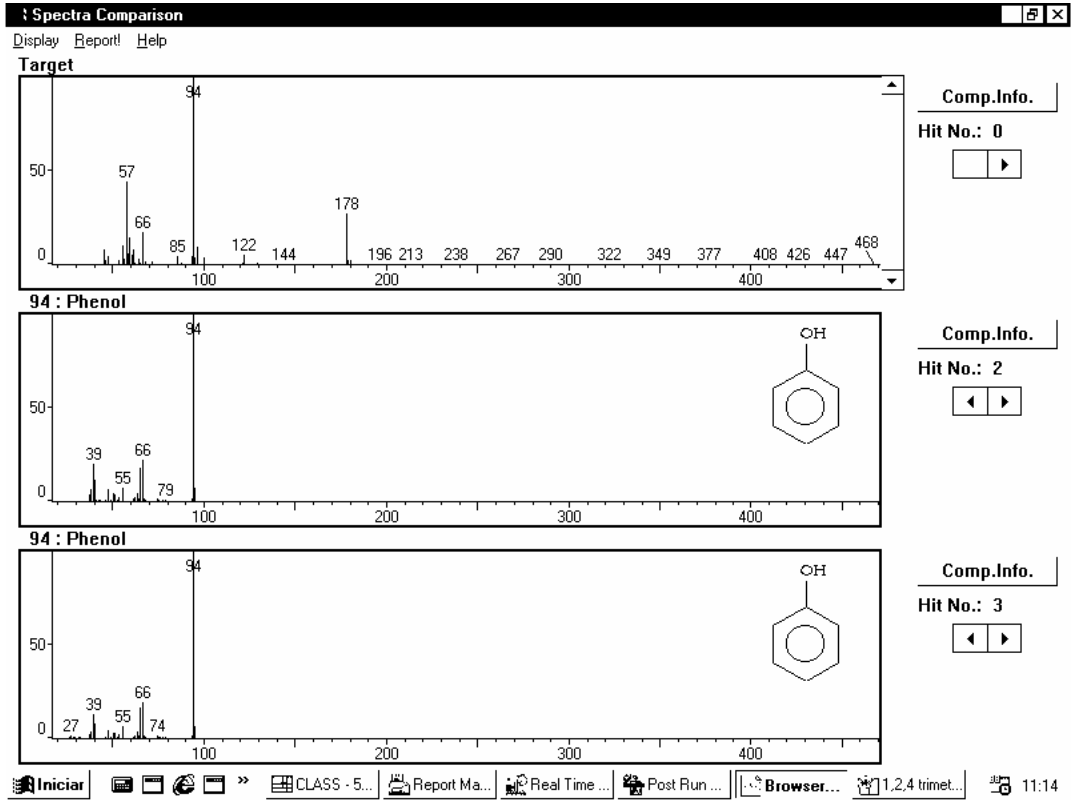 Spectra Comparison
Display Report! Help
Target
94
Comp.Info.
Hit No.: 0
50
57
178
66
85 122 144 196 213 238 267 290 322 349 377 408 426 447 468
0
100 200 300 400
94 : Phenol
94
OH
Comp.Info.
Hit No.: 2
50
39 66
55 79
0
100 200 300 400
94 : Phenol
94
OH
Comp.Info.
Hit No.: 3
50
66
39
27 55 74
0
100 200 300 400
Iniciar » CLASS - 5... Report Ma... Real Time ... Post Run ... Browser... 1,2,4 trimet... 11:14